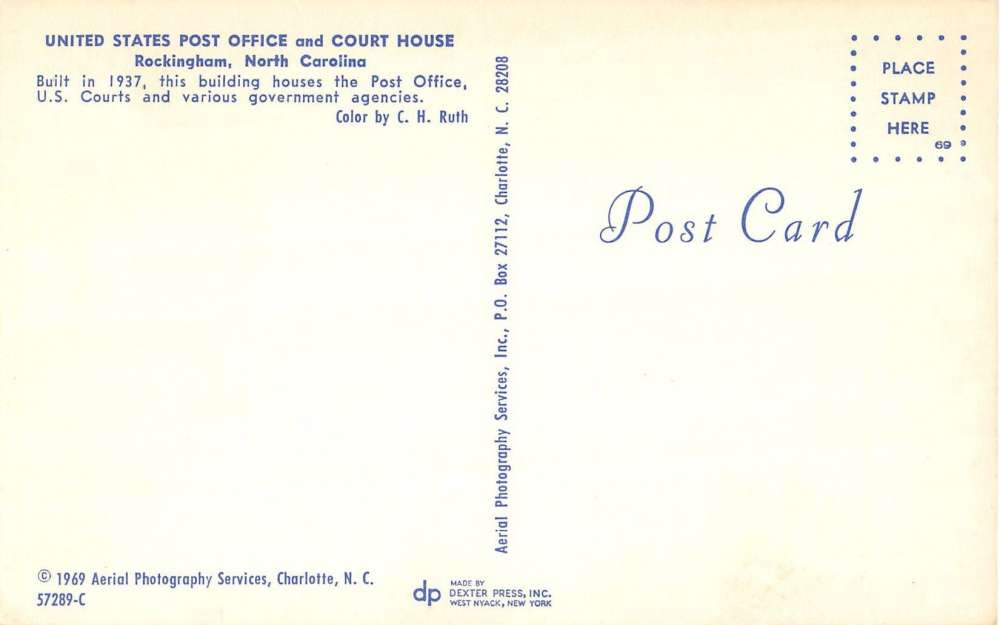 UNITED STATES POST OFFICE and COURT HOUSE
Rockingham, North Carolina
Built in 1937, this building houses the Post Office,
U.S. Courts and various government agencies.
Color by C. H. Ruth
Aerial Photography Services, Inc., P.O. Box 27112, Charlotte, N. C. 28208
PLACE
STAMP
HERE
69
Post Card
© 1969 Aerial Photography Services, Charlotte, N. C.
57289-C
dp
MADE BY
DEXTER PRESS, INC.
WEST NYACK, NEW YORK